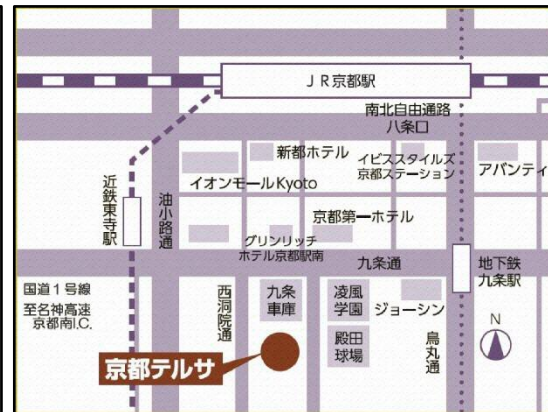 JR京都駅
南北自由通路
八条口
新都ホテル
イビススタイルズ
京都ステーション
アバンティ
イオンモールKyoto
近鉄東寺駅
油小路通
京都第一ホテル
グリンリッチ
ホテル京都駅南
九条通
地下鉄
九条駅
国道1号線
至名神高速
京都南I.C.
西洞院通
九条
車庫
凌風
学園
ジョーシン
殿田
球場
烏丸通
N
京都テルサ